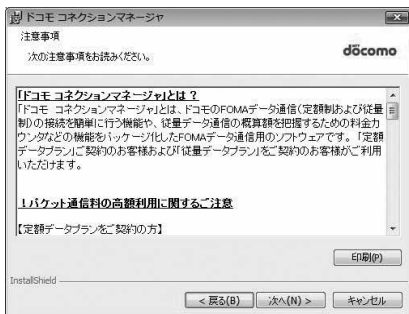 ドコモ コネクションマネージャ
注意事項
次の注意事項をお読みください。
döcomo
「ドコモ コネクションマネージャ」とは？
「ドコモ コネクションマネージャ」とは、ドコモのFOMAデータ通信（定額制および従量
制）の接続を簡単に行う機能や、従量データ通信の概算額を把握するための料金カ
ウンタなどの機能をパッケージ化したFOMAデータ通信用のソフトウェアです。「定額
データプラン」ご契約のお客様および「従量データプラン」をご契約のお客様がご利用
いただけます。
！パケット通信料の高額利用に関するご注意
【定額データプランをご契約の方】
印刷(P)
InstallShield
< 戻る(B)
次へ(N) >
キャンセル